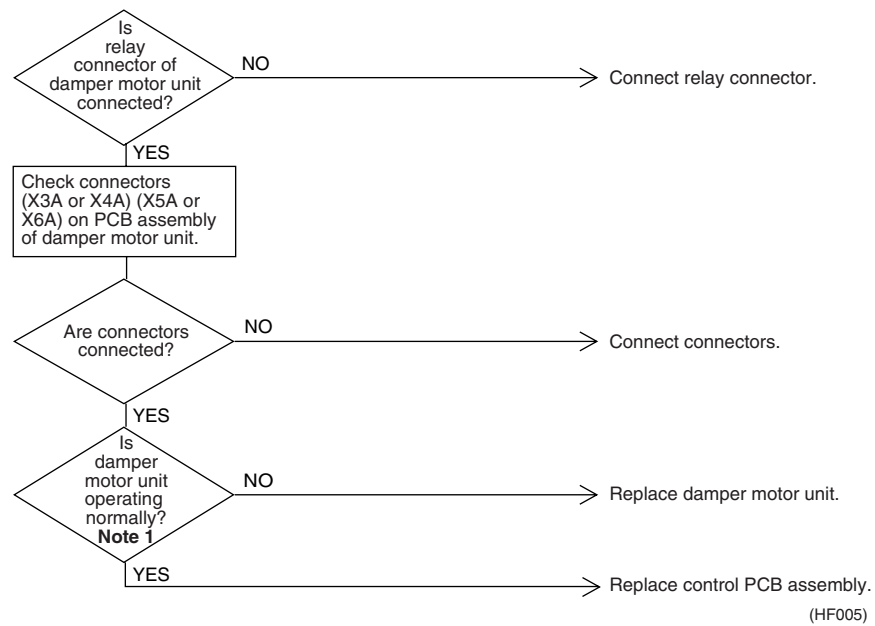 Is
relay
connector of
damper motor unit
connected?
NO
Connect relay connector.
YES
Check connectors
(X3A or X4A) (X5A or
X6A) on PCB assembly
of damper motor unit.
Are connectors
connected?
NO
Connect connectors.
YES
Is
damper
motor unit
operating
normally?
Note 1
NO
Replace damper motor unit.
YES
Replace control PCB assembly.
(HF005)